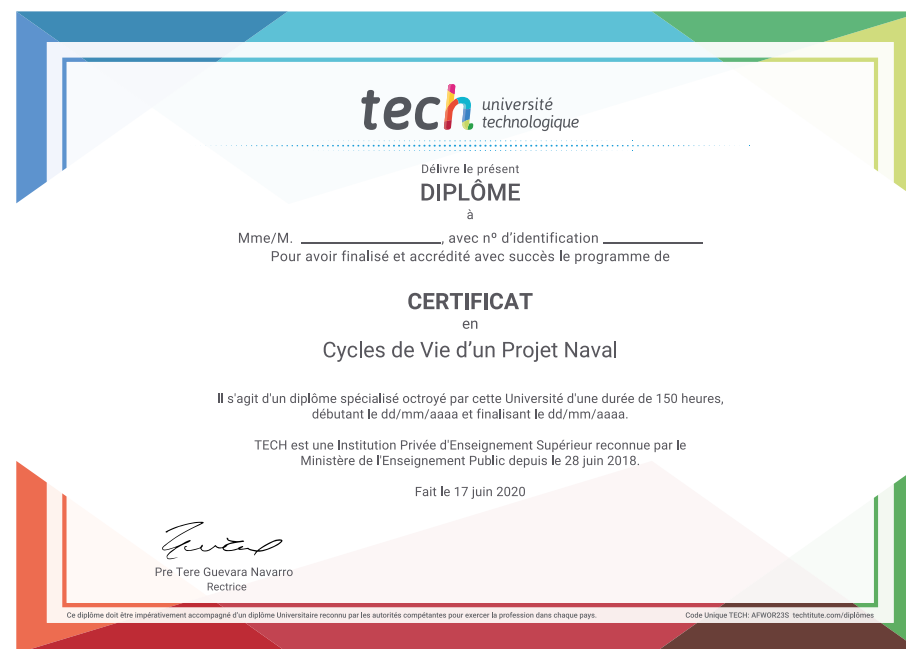 tech université
technologique
Délivre le présent
DIPLÔME
à
Mme/M. ____________________, avec nº d'identification ______________
Pour avoir finalisé et accrédité avec succès le programme de
CERTIFICAT
en
Cycles de Vie d'un Projet Naval
Il s'agit d'un diplôme spécialisé octroyé par cette Université d'une durée de 150 heures,
débutant le dd/mm/aaaa et finalisant le dd/mm/aaaa.
TECH est une Institution Privée d'Enseignement Supérieur reconnue par le
Ministère de l'Enseignement Public depuis le 28 juin 2018.
Fait le 17 juin 2020
Pre Tere Guevara Navarro
Rectrice
Ce diplôme doit être impérativement accompagné d'un diplôme Universitaire reconnu par les autorités compétentes pour exercer la profession dans chaque pays.
Code Unique TECH: AFWOR23S techtitute.com/diplômes